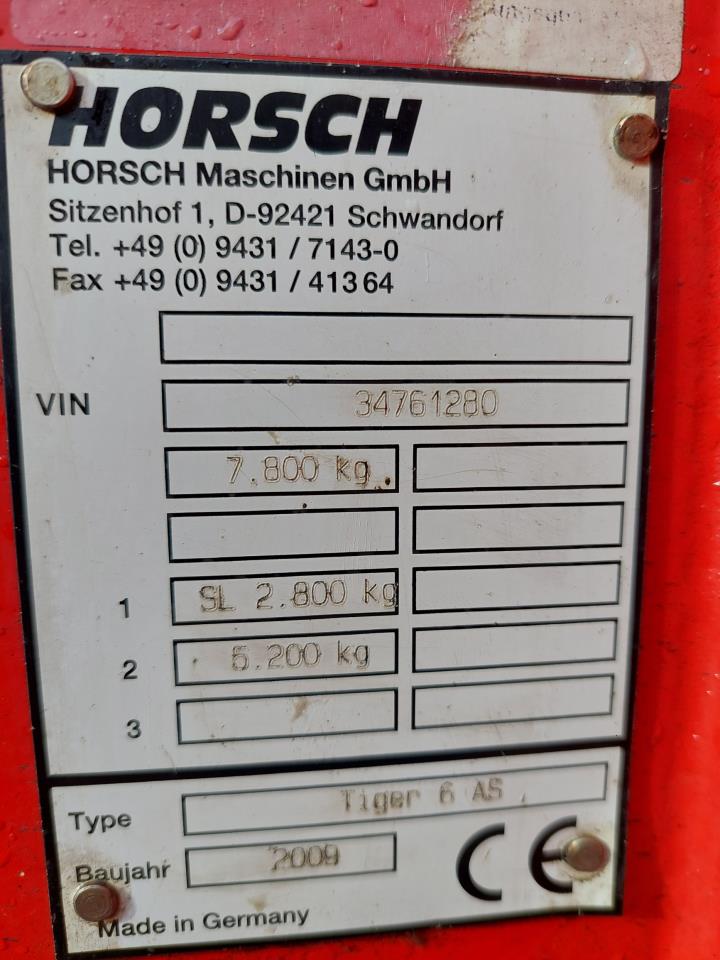 HORSCH
HORSCH Maschinen GmbH
Sitzenhof 1, D-92421 Schwandorf
Tel. +49 (0) 9431 / 7143-0
Fax +49 (0) 9431 / 41364
VIN 34761280
7.800 kg
1 SL 2.800 kg
2 5.200 kg
3
Type Tiger 6 AS
Baujahr 2009
CE
Made in Germany